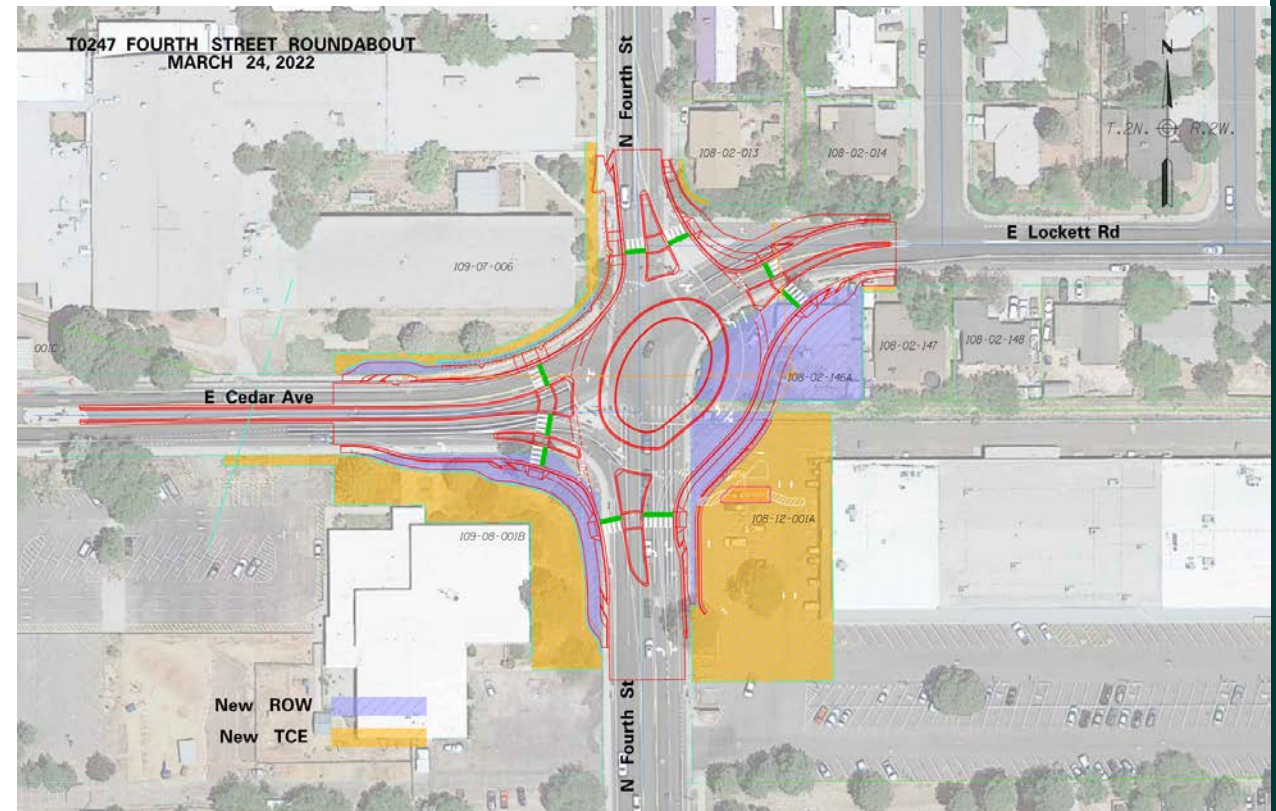 T0247 FOURTH STREET ROUNDABOUT
MARCH 24, 2022
N Fourth St
N
T.2N. R.2W.
108-02-013
108-02-014
E Lockett Rd
109-07-006
001C
108-02-147
108-02-148
108-02-146A
E Cedar Ave
109-08-001B
108-12-001A
New ROW
New TCE
N Fourth St